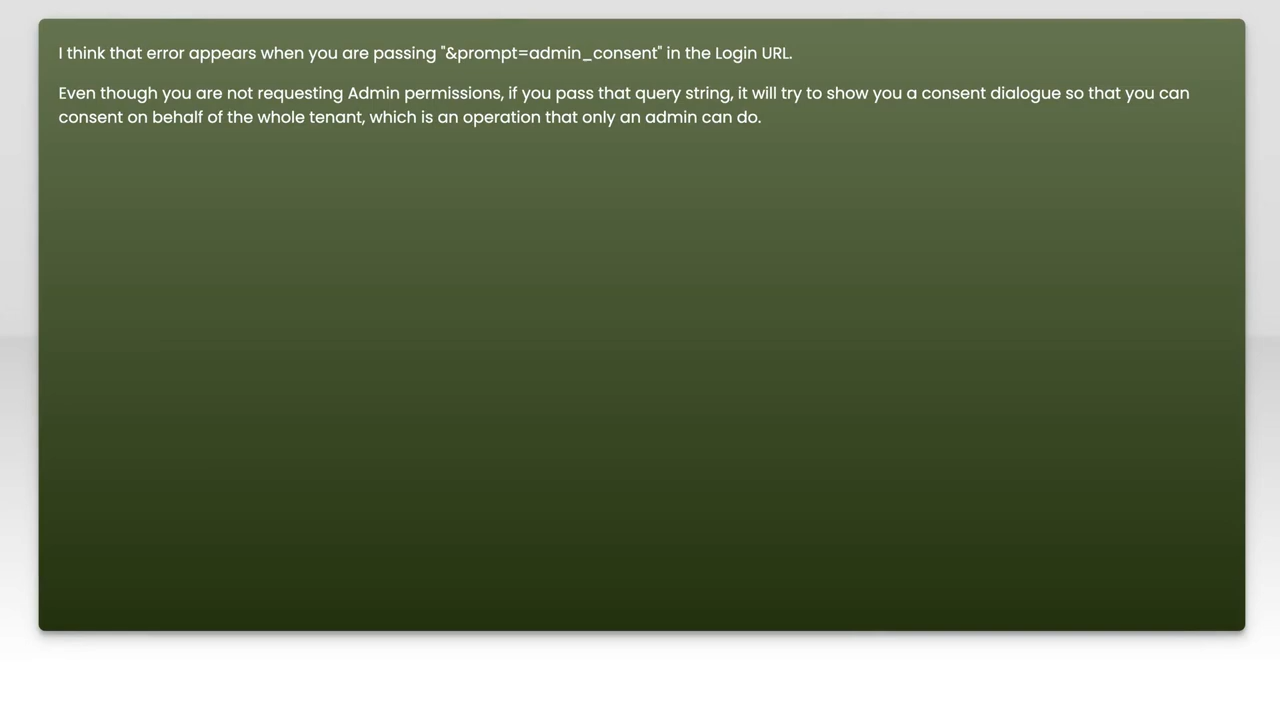 I think that error appears when you are passing "&prompt=admin_consent" in the Login URL.
Even though you are not requesting Admin permissions, if you pass that query string, it will try to show you a consent dialogue so that you can
consent on behalf of the whole tenant, which is an operation that only an admin can do.